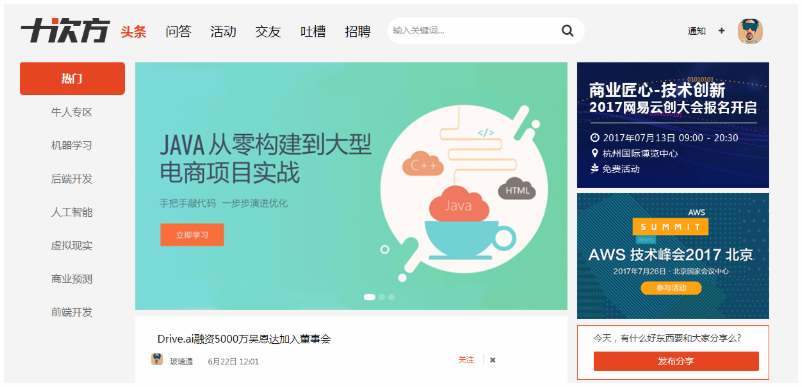 十次方
头条 问答 活动 交友 吐槽 招聘
输入关键词...
通知 +
热门
牛人专区
机器学习
后端开发
人工智能
虚拟现实
商业预测
前端开发
JAVA 从零构建到大型
电商项目实战
手把手敲代码 一步步演进优化
立即学习
</>
C++
HTML
Java
01010101
商业匠心-技术创新
2017网易云创大会报名开启
2017年07月13日 09:00 - 20:30
杭州国际博览中心
免费活动
AWS
SUMMIT
AWS 技术峰会2017 北京
2017年7月26日 · 北京国家会议中心
参与活动
Drive.ai融资5000万吴恩达加入董事会
玻璃通 6月22日 12:01
关注 ×
今天，有什么好东西要和大家分享么?
发布分享